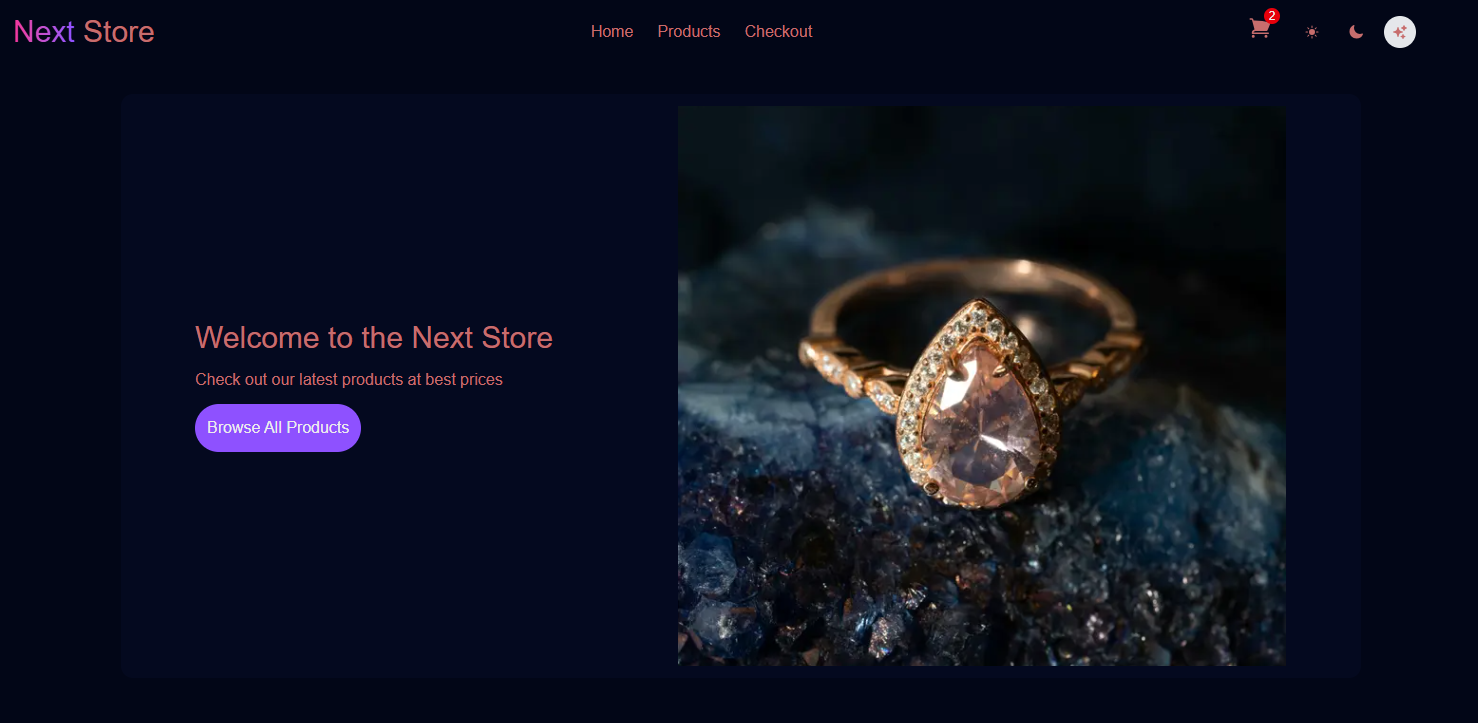 Next Store
Home
Products
Checkout
2
Welcome to the Next Store
Check out our latest products at best prices
Browse All Products